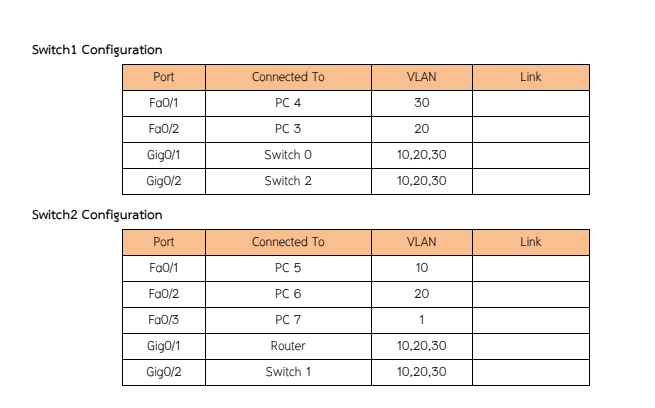 Switch1 Configuration
Port Connected To VLAN Link
Fa0/1 PC 4 30
Fa0/2 PC 3 20
Gig0/1 Switch 0 10,20,30
Gig0/2 Switch 2 10,20,30
Switch2 Configuration
Port Connected To VLAN Link
Fa0/1 PC 5 10
Fa0/2 PC 6 20
Fa0/3 PC 7 1
Gig0/1 Router 10,20,30
Gig0/2 Switch 1 10,20,30